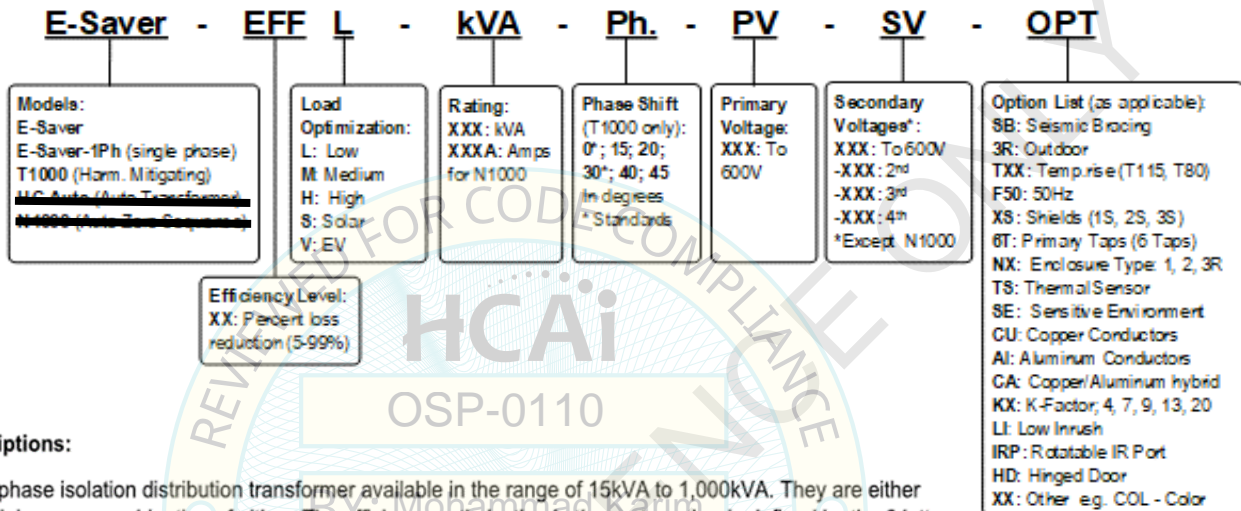 E-Saver - EFF L - kVA - Ph. - PV - SV - OPT
Models:
E-Saver
E-Saver-1Ph (single phase)
T1000 (Harm. Mitigating)
HC-Auto (Auto Transformer)
N1000 (Auto Zero Sequence)
Efficiency Level:
XX: Percent loss
reduction (5-99%)
Load
Optimization:
L: Low
M: Medium
H: High
S: Solar
V: EV
Rating:
XXX: kVA
XXXA: Amps
for N1000
Phase Shift
(T1000 only):
0*; 15; 20;
30*; 40; 45
in degrees
* Standards
Primary
Voltage:
XXX: To
600V
Secondary
Voltages*:
XXX: To 600V
-XXX: 2nd
-XXX: 3rd
-XXX: 4th
*Except N1000
Option List (as applicable):
SB: Seismic Bracing
3R: Outdoor
TXX: Temp.rise (T115, T80)
F50: 50Hz
XS: Shields (1S, 2S, 3S)
6T: Primary Taps (6 Taps)
NX: Enclosure Type: 1, 2, 3R
TS: Thermal Sensor
SE: Sensitive Environment
CU: Copper Conductors
Al: Aluminum Conductors
CA: Copper/Aluminum hybrid
KX: K-Factor; 4, 7, 9, 13, 20
LI: Low Inrush
IRP: Rotatable IR Port
HD: Hinged Door
XX: Other e.g. COL - Color
REVIEWED FOR CODE COMPLIANCE
HCAi
OSP-0110
BY: Mohammad Karim
iptions:
phase isolation distribution transformer available in the range of 15kVA to 1,000kVA. They are either